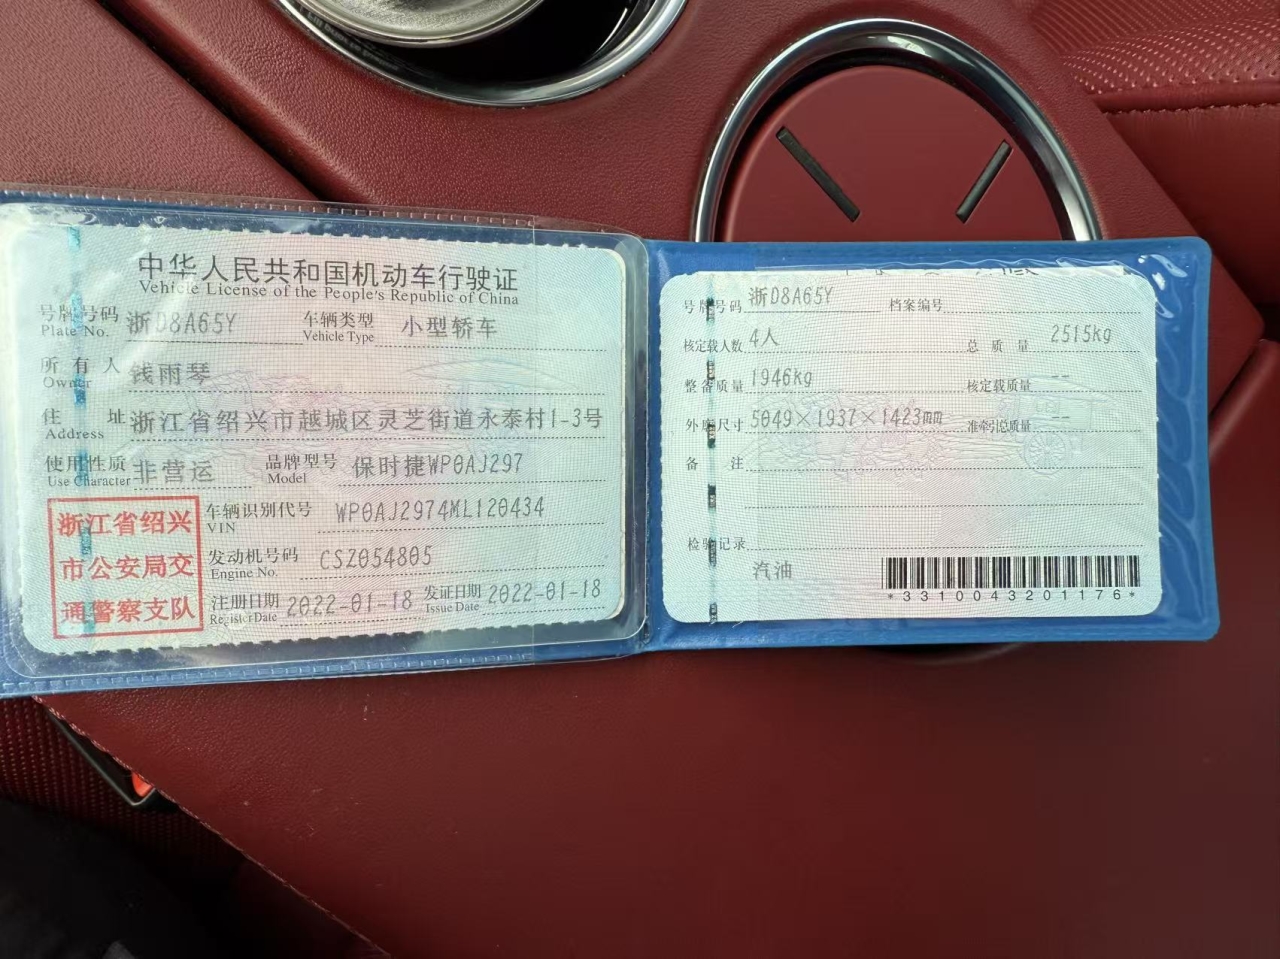 中华人民共和国机动车行驶证
Vehicle License of the People's Republic of China
号牌号码 浙D8A65Y 车辆类型 小型轿车
Plate No. Vehicle Type
所有人 钱雨琴
Owner
住址 浙江省绍兴市越城区灵芝街道永泰村1-3号
Address
使用性质 非营运 品牌型号 保时捷WP0AJ297
Use Character Model
浙江省绍兴
市公安局交
通警察支队
车辆识别代号 WP0AJ2974ML120434
VIN
发动机号码 CSZ054805
Engine No.
注册日期 2022-01-18 发证日期 2022-01-18
Register Date Issue Date
号牌号码 浙D8A65Y 档案编号
核定载人数 4人 总质量 2515kg
整备质量 1946kg 核定载质量 --
外廓尺寸 5049×1937×1423mm 准牵引总质量 --
备注
检验记录
汽油
*3310043201176*